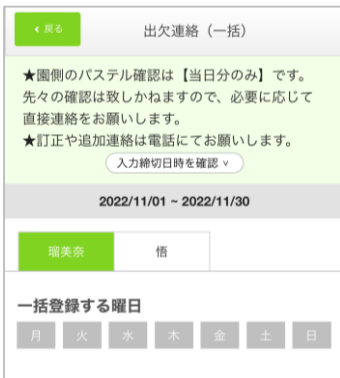 ‹ 戻る
出欠連絡（一括）
★園側のパステル確認は【当日分のみ】です。
先々の確認は致しかねますので、必要に応じて
直接連絡をお願いします。
★訂正や追加連絡は電話にてお願いします。
入力締切日時を確認 ∨
2022/11/01 ~ 2022/11/30
瑠美奈 悟
一括登録する曜日
月 火 水 木 金 土 日